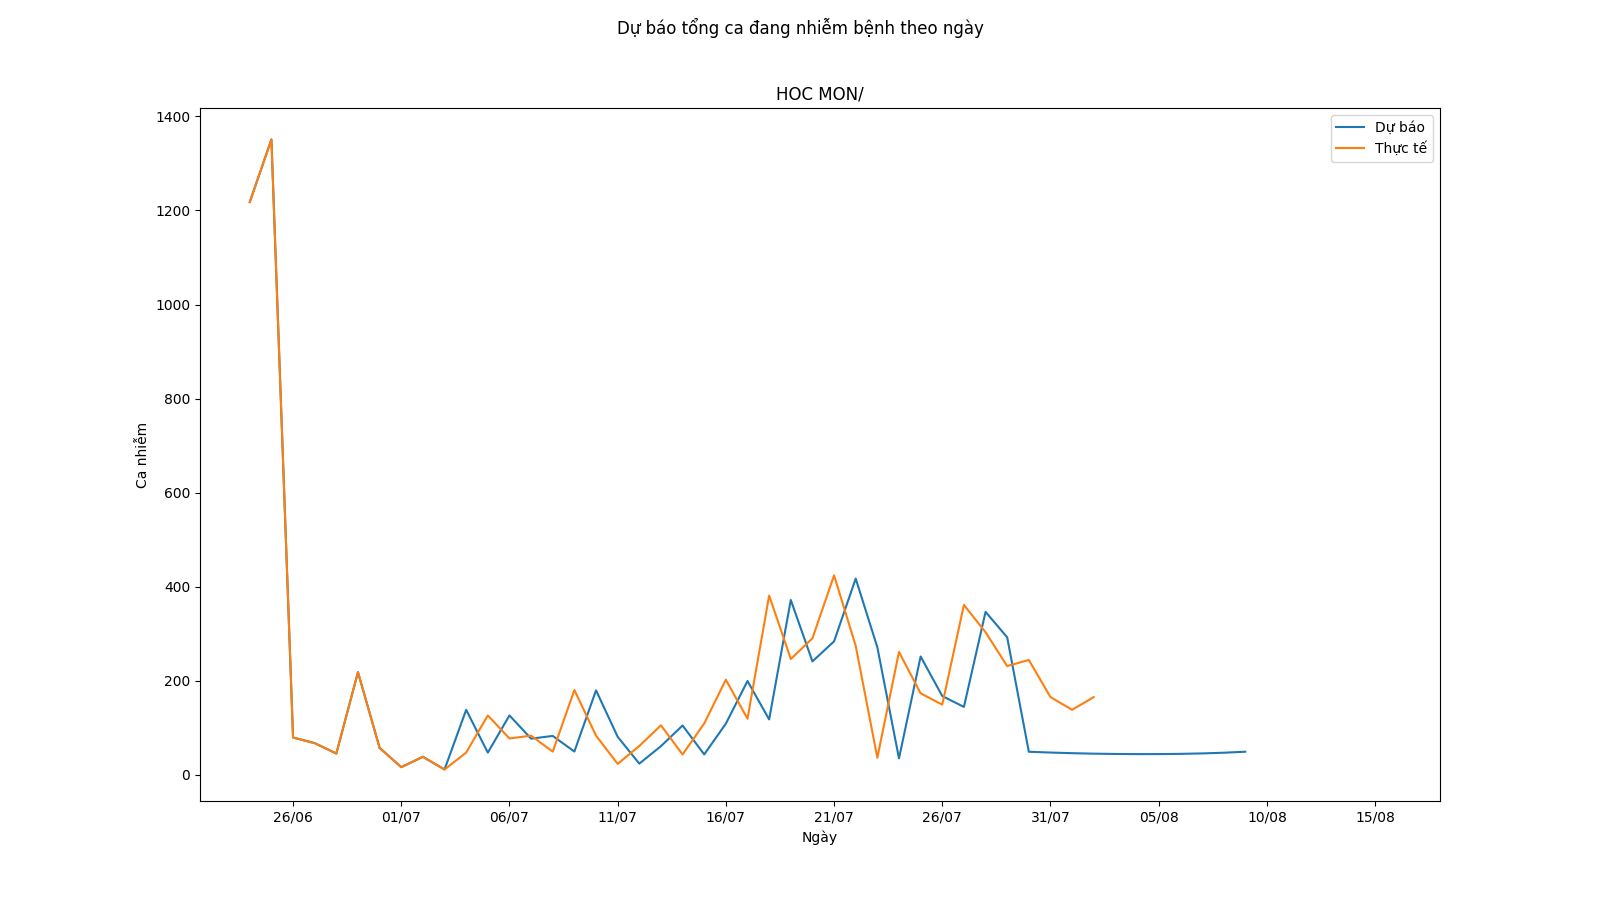 Dự báo tổng ca đang nhiễm bệnh theo ngày
HOC MON/
Dự báo
Thực tế
1400
1200
1000
800
600
400
200
0
Ca nhiễm
26/06 01/07 06/07 11/07 16/07 21/07 26/07 31/07 05/08 10/08 15/08
Ngày